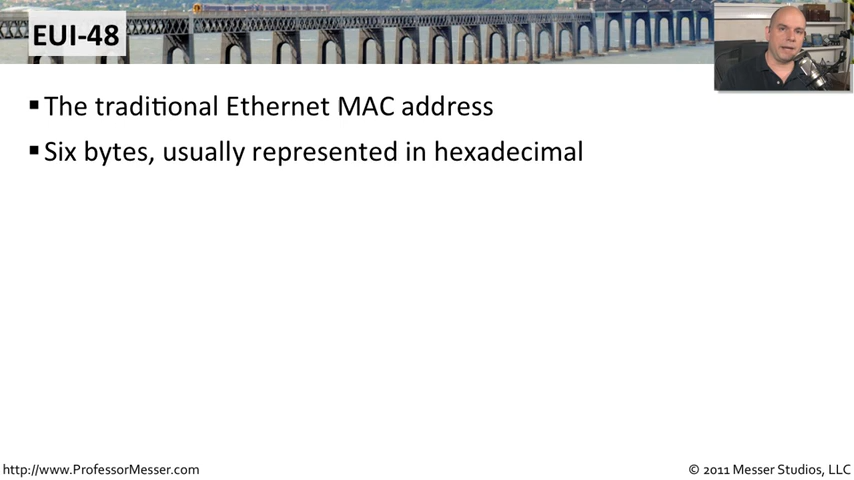 EUI-48
▪ The traditional Ethernet MAC address
▪ Six bytes, usually represented in hexadecimal
http://www.ProfessorMesser.com
© 2011 Messer Studios, LLC